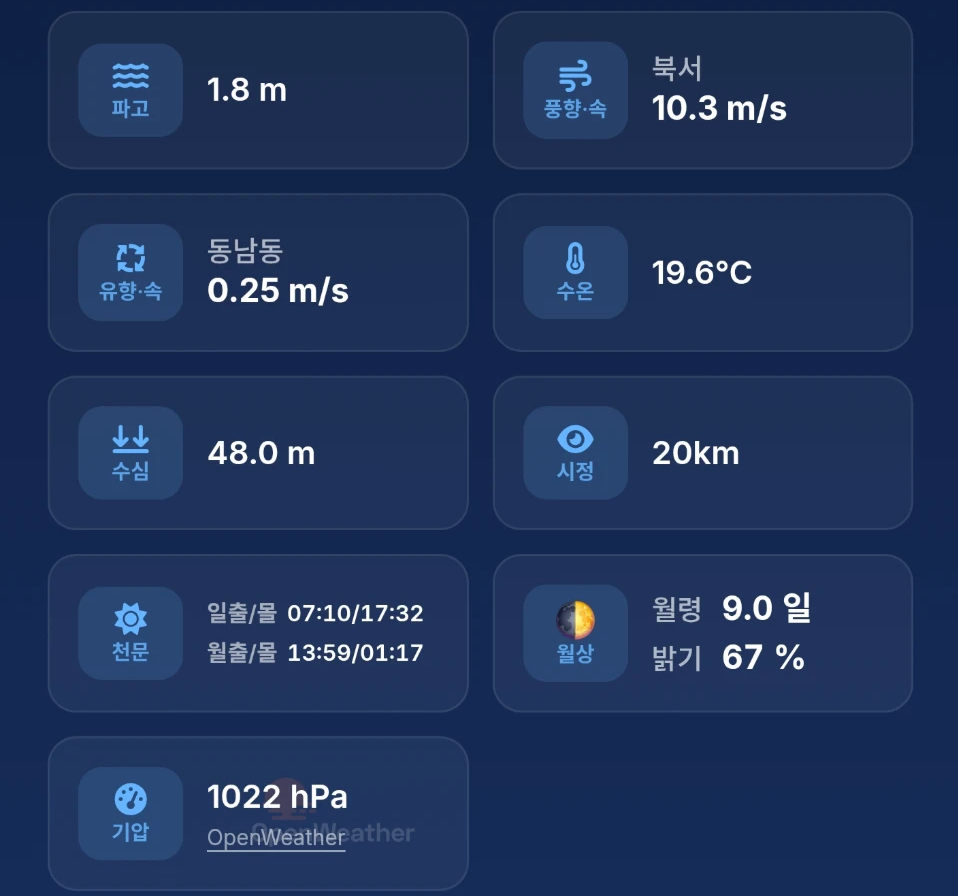 파고
1.8 m
풍향·속
북서
10.3 m/s
유향·속
동남동
0.25 m/s
수온
19.6°C
수심
48.0 m
시정
20km
천문
일출/몰 07:10/17:32
월출/몰 13:59/01:17
월상
월령 9.0 일
밝기 67 %
기압
1022 hPa
OpenWeather
OpenWeather